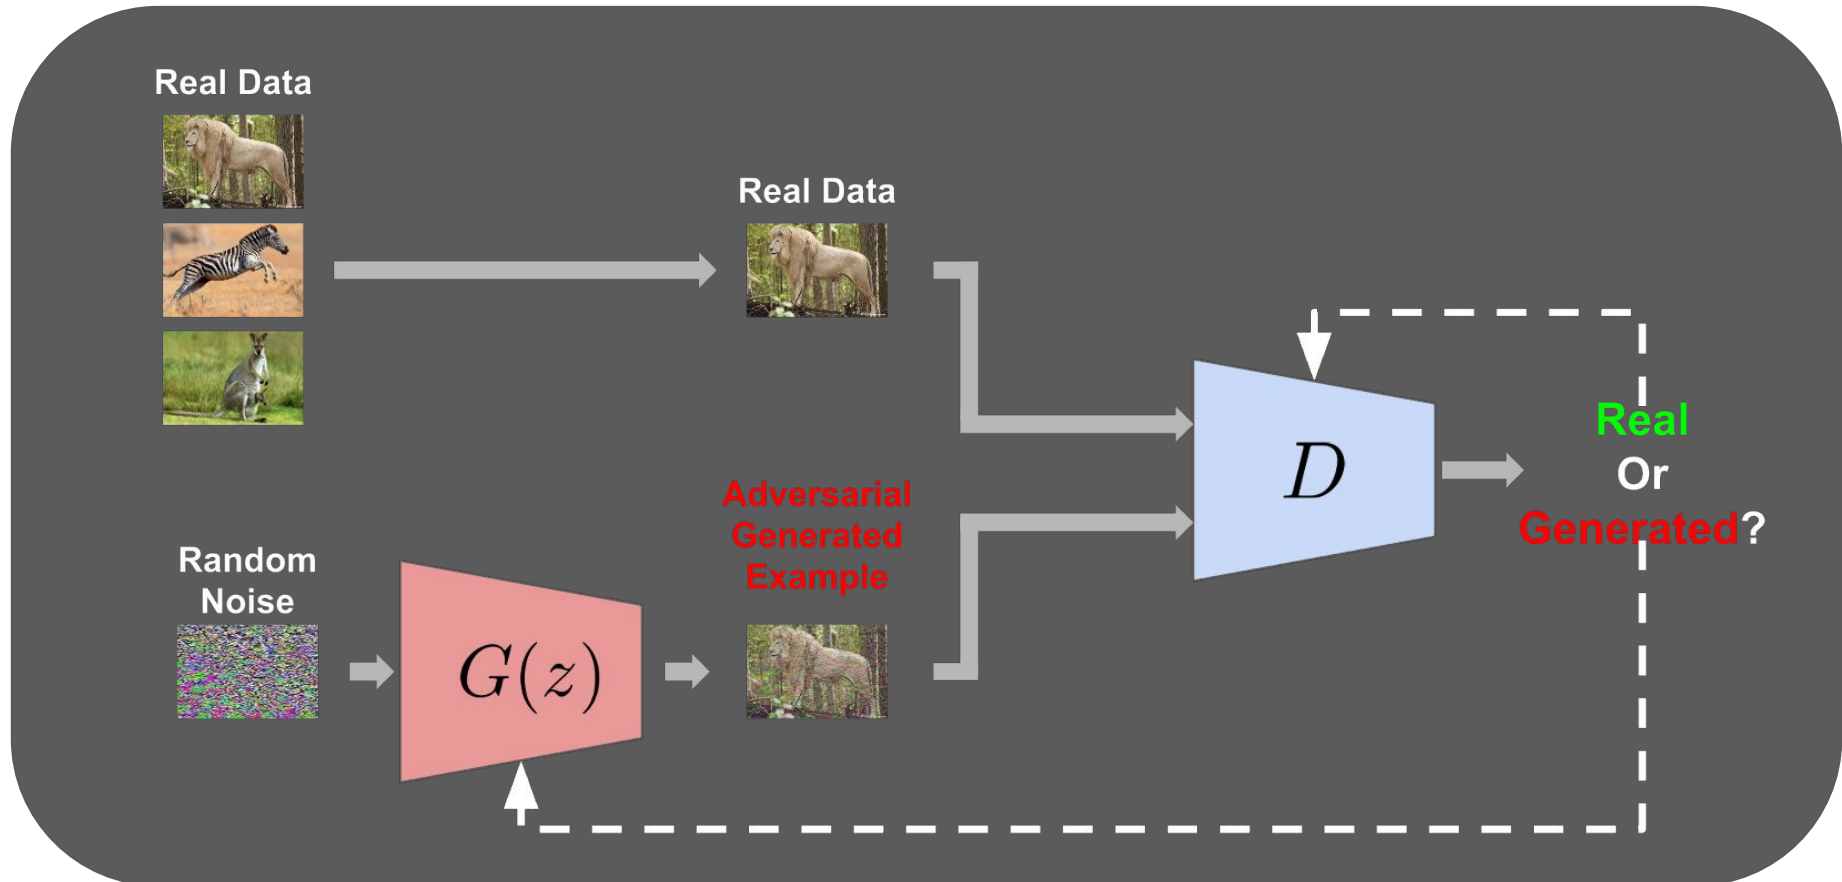 Real Data
Real Data
Adversarial
Generated
Example
Random
Noise
G(z)
D
Real
Or
Generated?